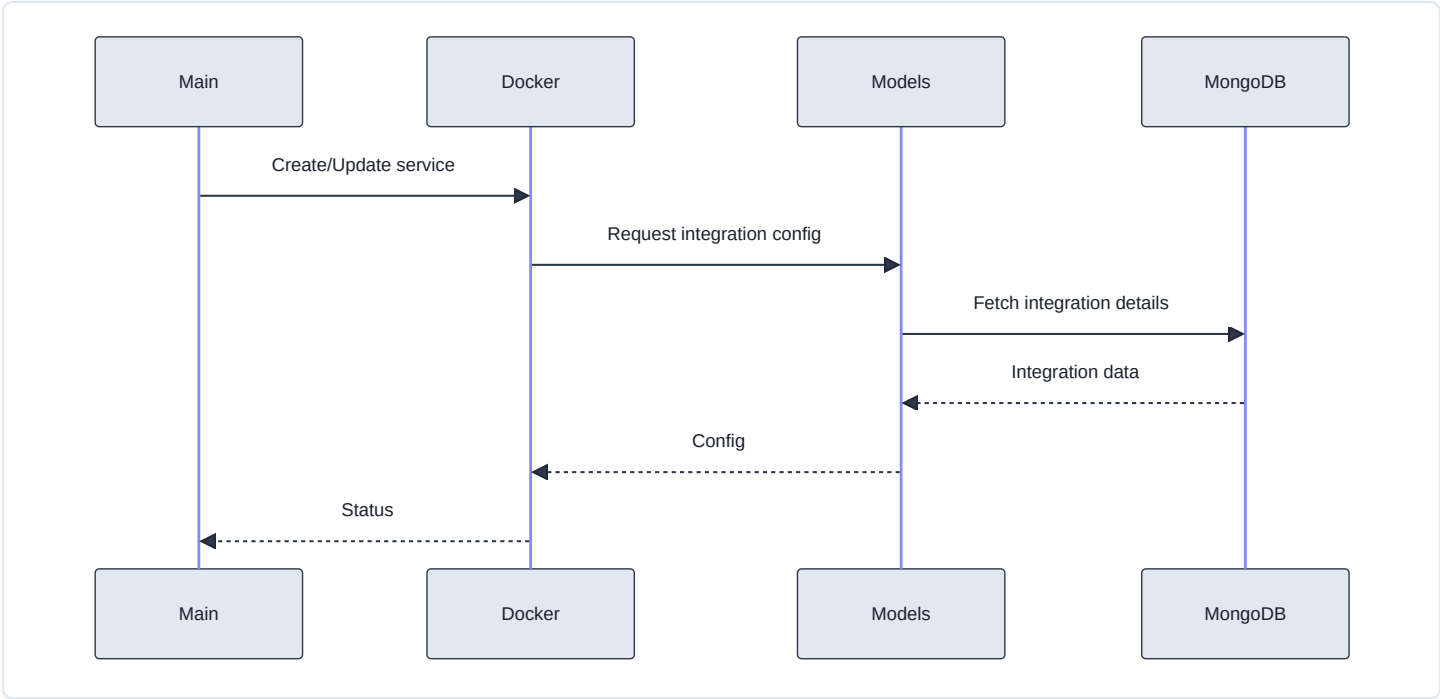 Main
Docker
Models
MongoDB
Create/Update service
Request integration config
Fetch integration details
Integration data
Config
Status
Main
Docker
Models
MongoDB